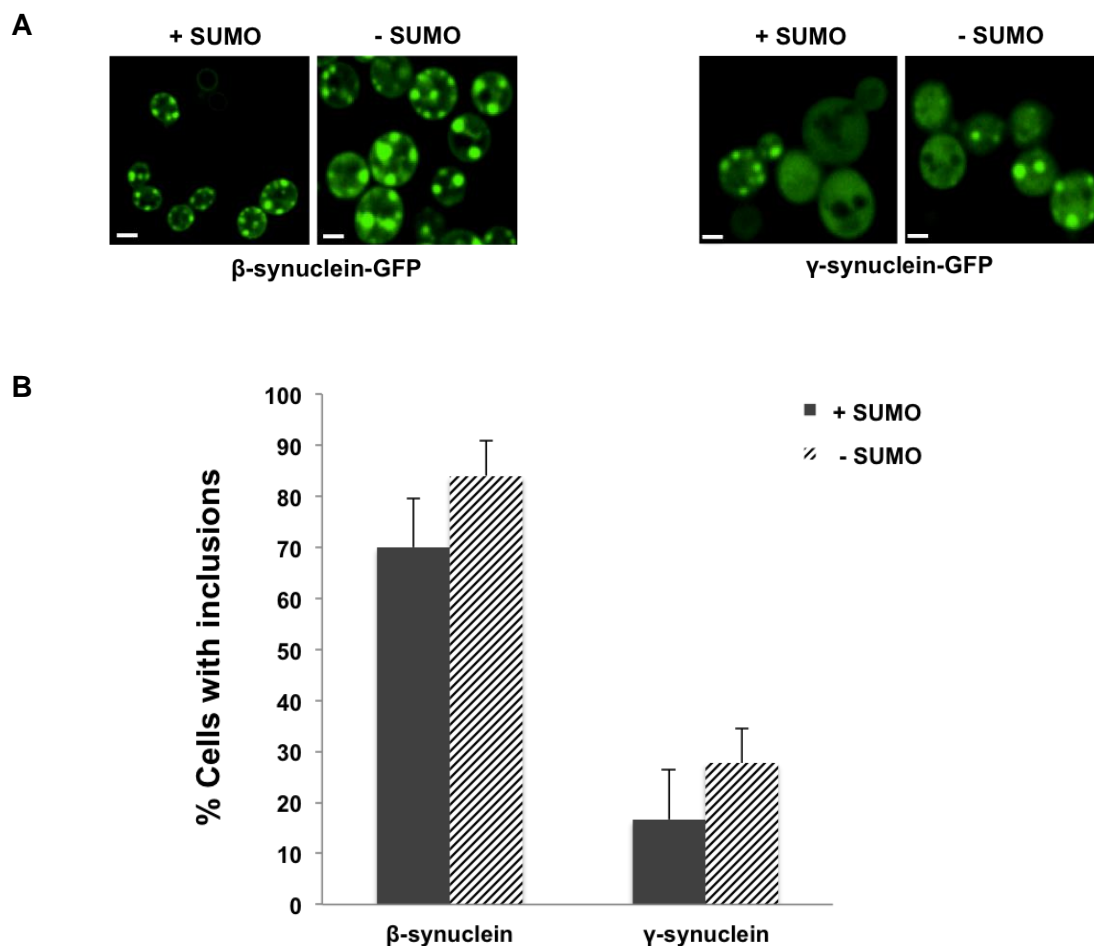 A
+ SUMO - SUMO + SUMO - SUMO
β-synuclein-GFP γ-synuclein-GFP
B
100
90
80
70
60
50
40
30
20
10
0
% Cells with inclusions
+ SUMO
- SUMO
β-synuclein γ-synuclein